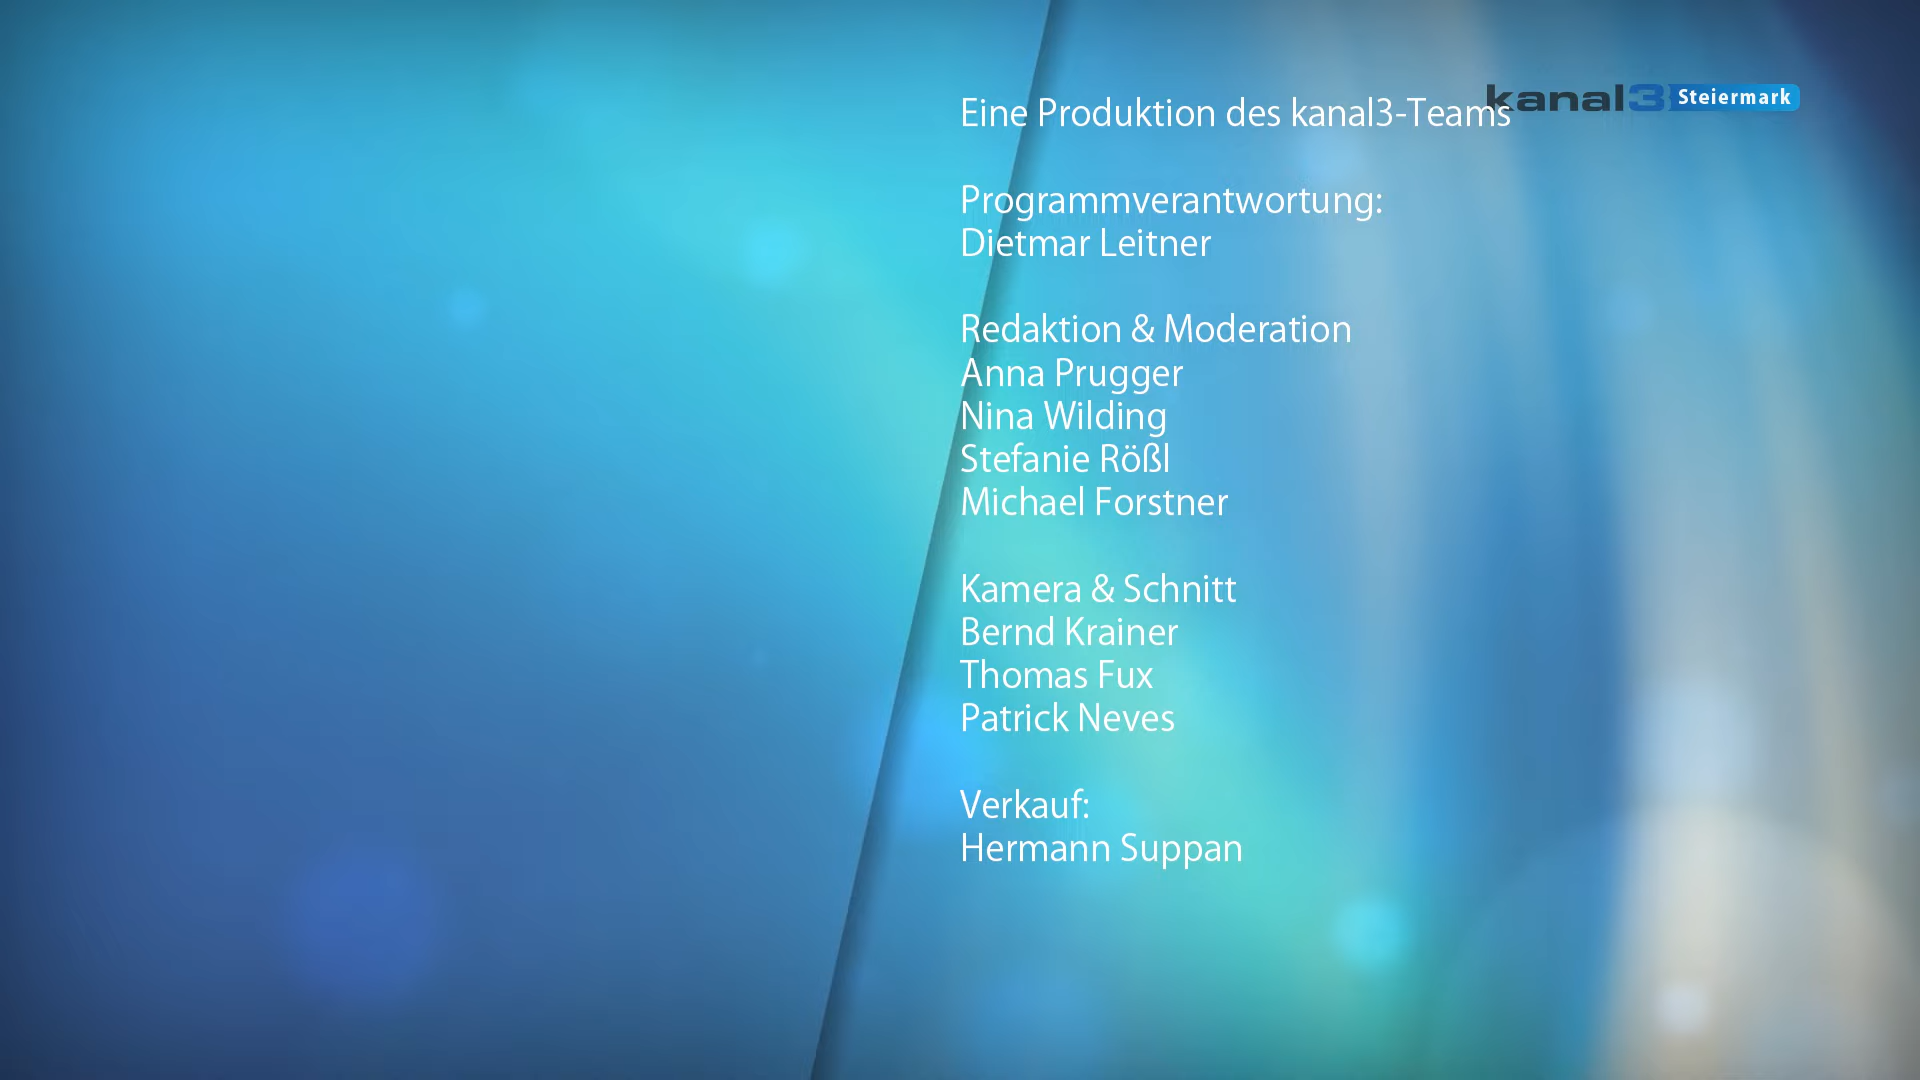 kanal3 Steiermark
Eine Produktion des kanal3-Teams
Programmverantwortung:
Dietmar Leitner
Redaktion & Moderation
Anna Prugger
Nina Wilding
Stefanie Rößl
Michael Forstner
Kamera & Schnitt
Bernd Krainer
Thomas Fux
Patrick Neves
Verkauf:
Hermann Suppan